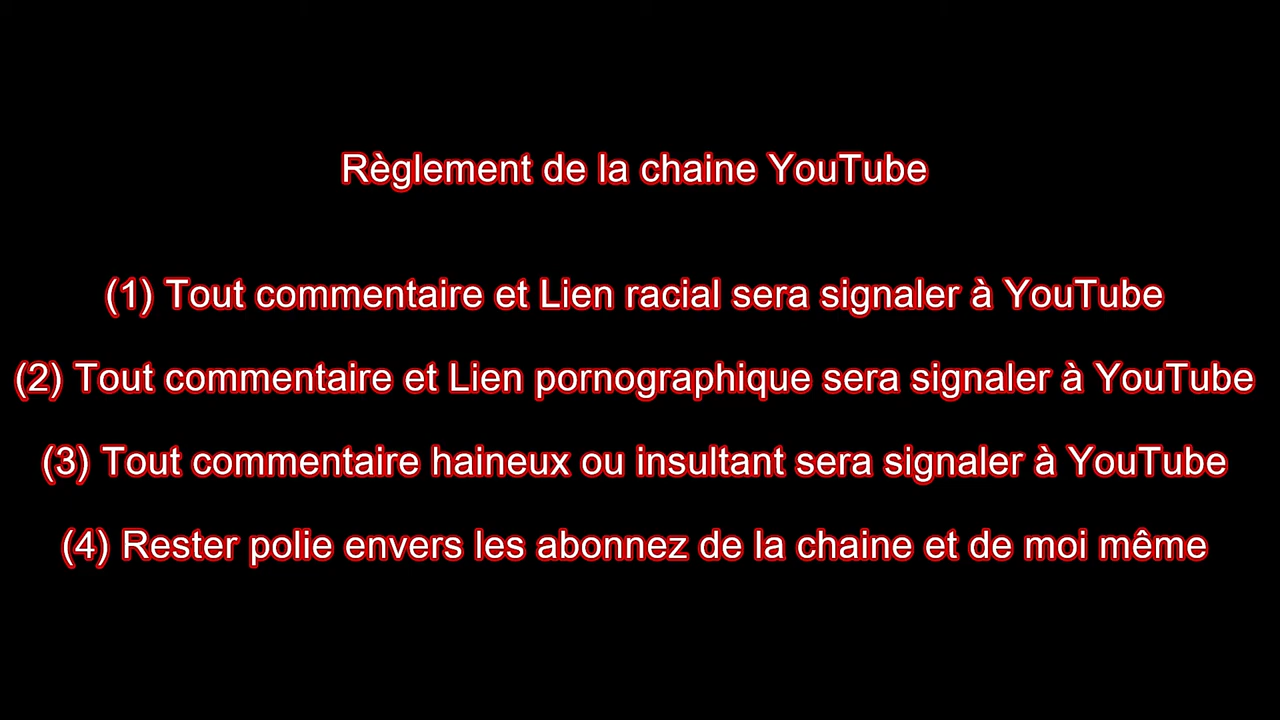 Règlement de la chaine YouTube
(1) Tout commentaire et Lien racial sera signaler à YouTube
(2) Tout commentaire et Lien pornographique sera signaler à YouTube
(3) Tout commentaire haineux ou insultant sera signaler à YouTube
(4) Rester polie envers les abonnez de la chaine et de moi même